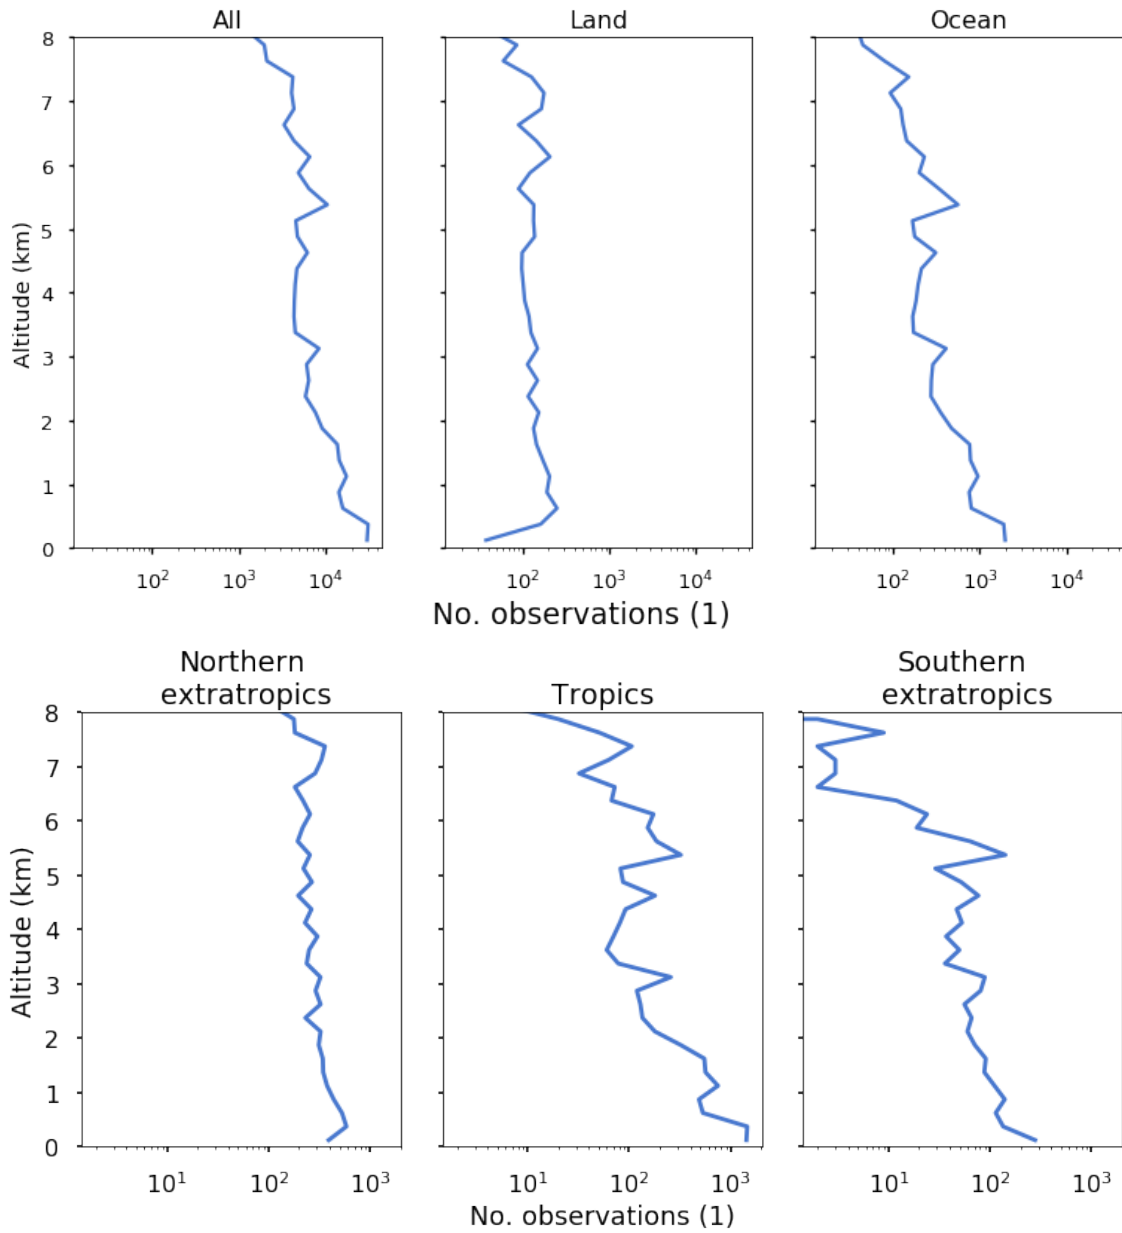 All Land Ocean
8
7
6
5
4
3
2
1
0
Altitude (km)
10² 10³ 10⁴ 10² 10³ 10⁴ 10² 10³ 10⁴
No. observations (1)
Northern
extratropics
Tropics
Southern
extratropics
8
7
6
5
4
3
2
1
0
Altitude (km)
10¹ 10² 10³ 10¹ 10² 10³ 10¹ 10² 10³
No. observations (1)